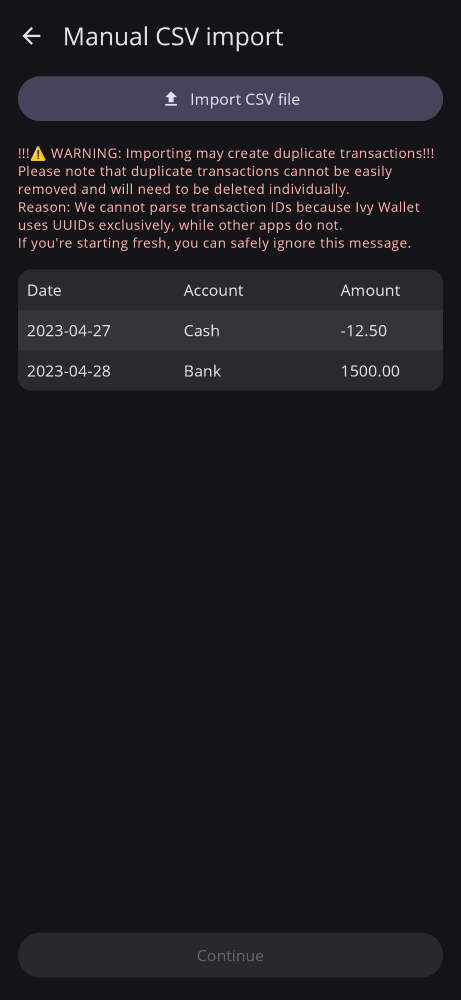 Manual CSV import
Import CSV file
!!!⚠️ WARNING: Importing may create duplicate transactions!!!
Please note that duplicate transactions cannot be easily
removed and will need to be deleted individually.
Reason: We cannot parse transaction IDs because Ivy Wallet
uses UUIDs exclusively, while other apps do not.
If you're starting fresh, you can safely ignore this message.
Date Account Amount
2023-04-27 Cash -12.50
2023-04-28 Bank 1500.00
Continue